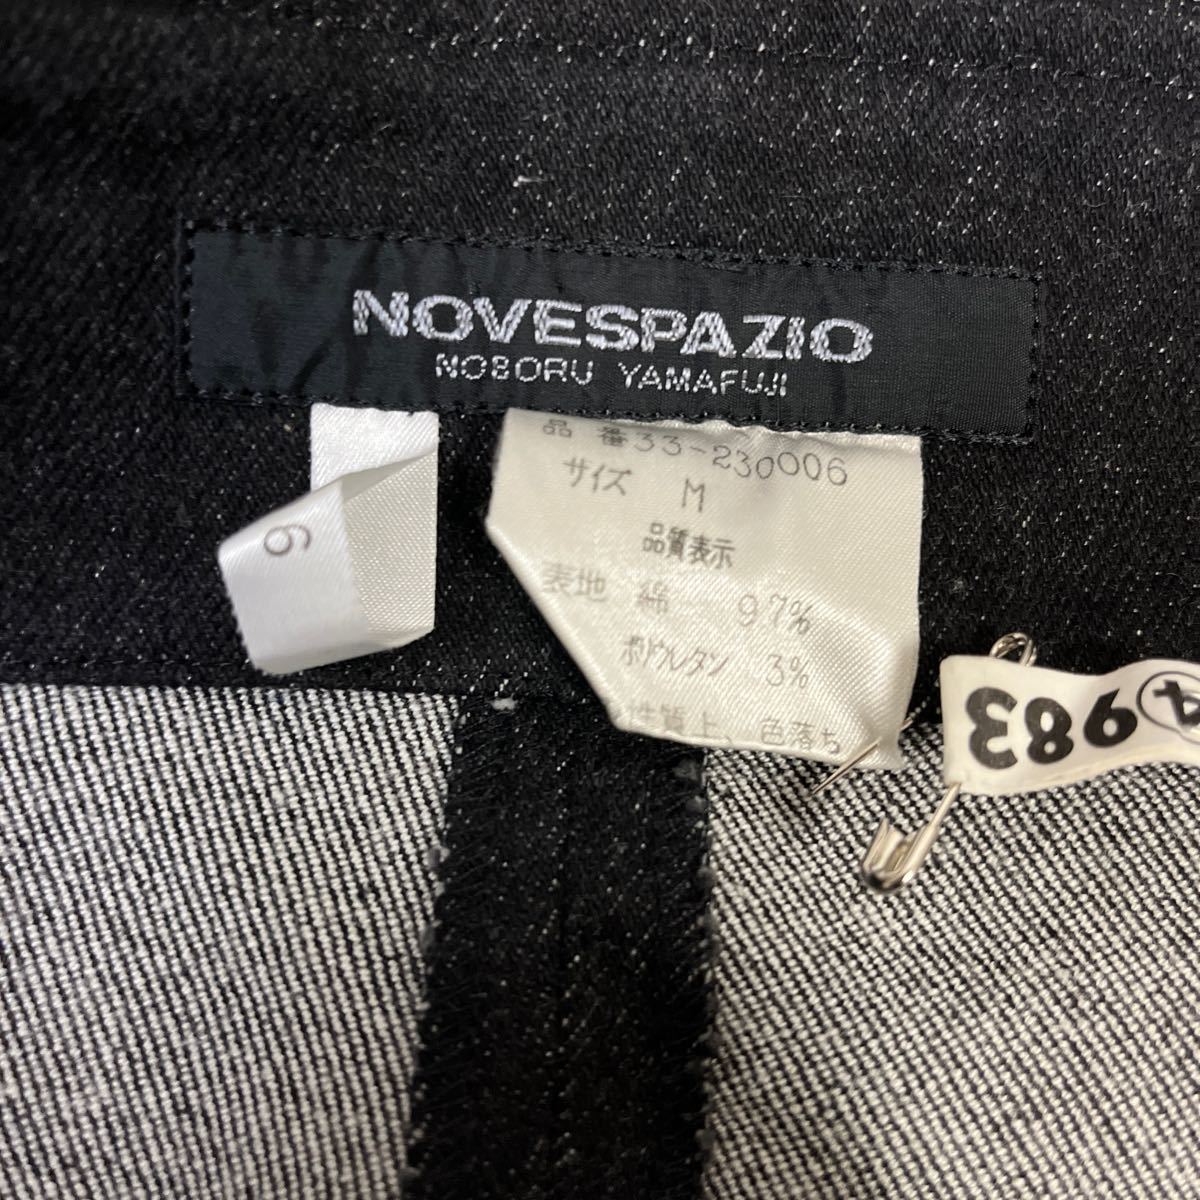 NOVESPAZIO
NOBORU YAMAFUJI
品番33-230006
サイズ M
品質表示
表地 綿 97%
ポリウレタン 3%
性質上、色落ち
9
④983